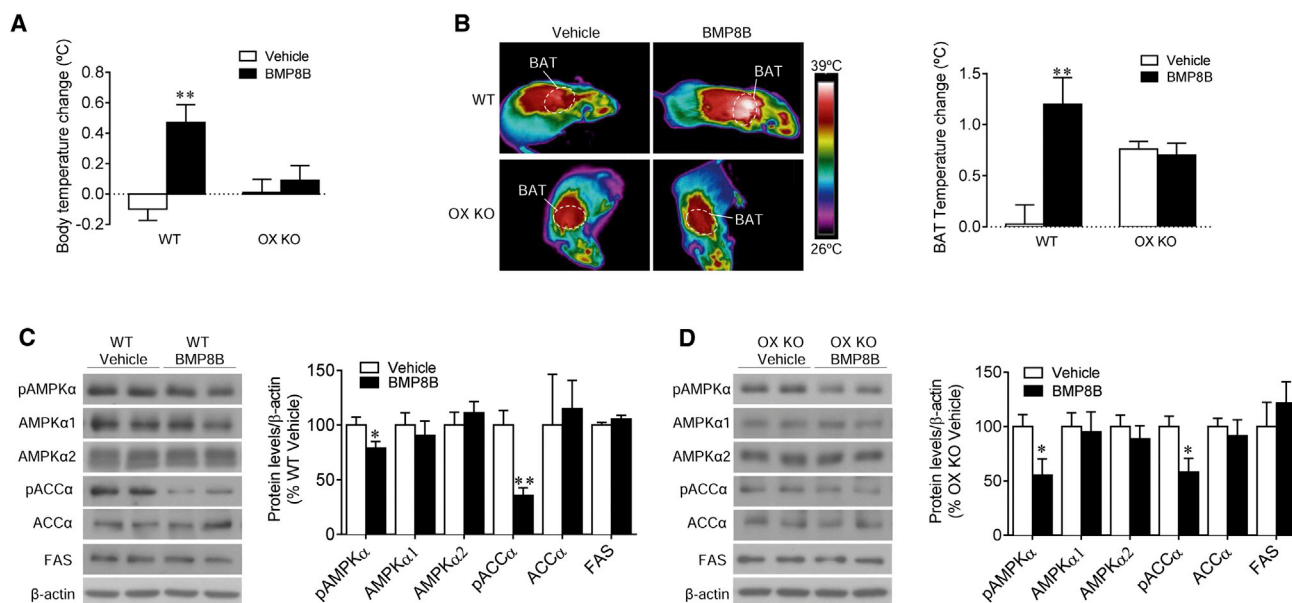 A
Body temperature change (ºC)
0.8
0.6
0.4
0.2
0.0
-0.2
Vehicle
BMP8B
**
WT
OX KO
B
Vehicle
BMP8B
WT
OX KO
BAT
BAT
BAT
BAT
39ºC
26ºC
BAT Temperature change (ºC)
1.5
1.0
0.5
0.0
Vehicle
BMP8B
**
WT
OX KO
C
WT
Vehicle
WT
BMP8B
pAMPKα
AMPKα1
AMPKα2
pACCα
ACCα
FAS
β-actin
Protein levels/β-actin
(% WT Vehicle)
150
100
50
0
Vehicle
BMP8B
*
**
pAMPKα
AMPKα1
AMPKα2
pACCα
ACCα
FAS
D
OX KO
Vehicle
OX KO
BMP8B
pAMPKα
AMPKα1
AMPKα2
pACCα
ACCα
FAS
β-actin
Protein levels/β-actin
(% OX KO Vehicle)
150
100
50
0
Vehicle
BMP8B
*
*
pAMPKα
AMPKα1
AMPKα2
pACCα
ACCα
FAS